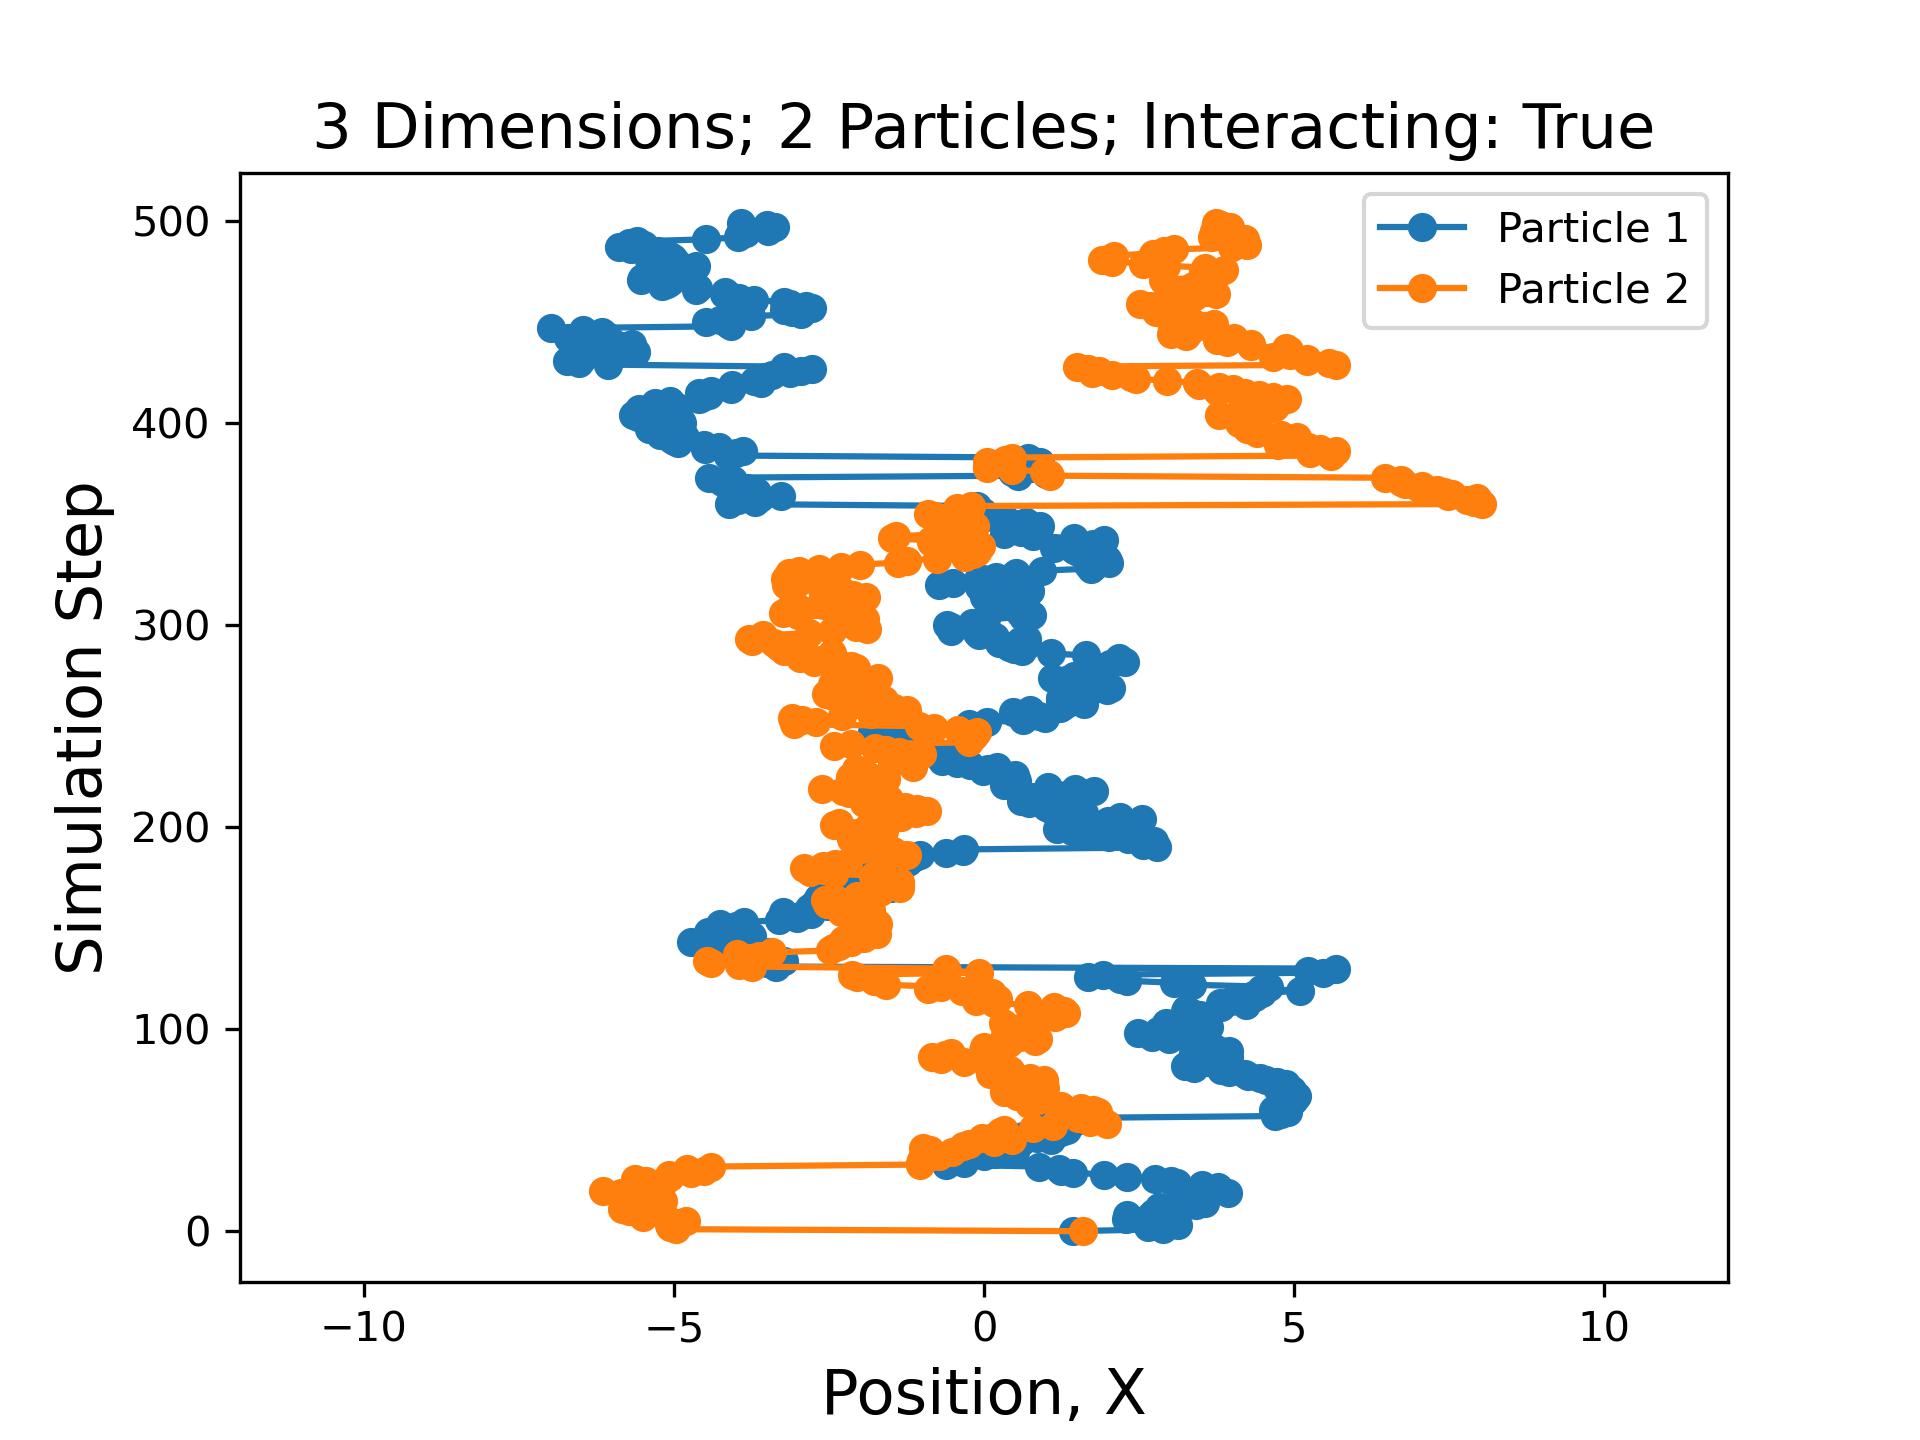 3 Dimensions; 2 Particles; Interacting: True
Particle 1
Particle 2
500
400
300
200
100
0
Simulation Step
−10 −5 0 5 10
Position, X